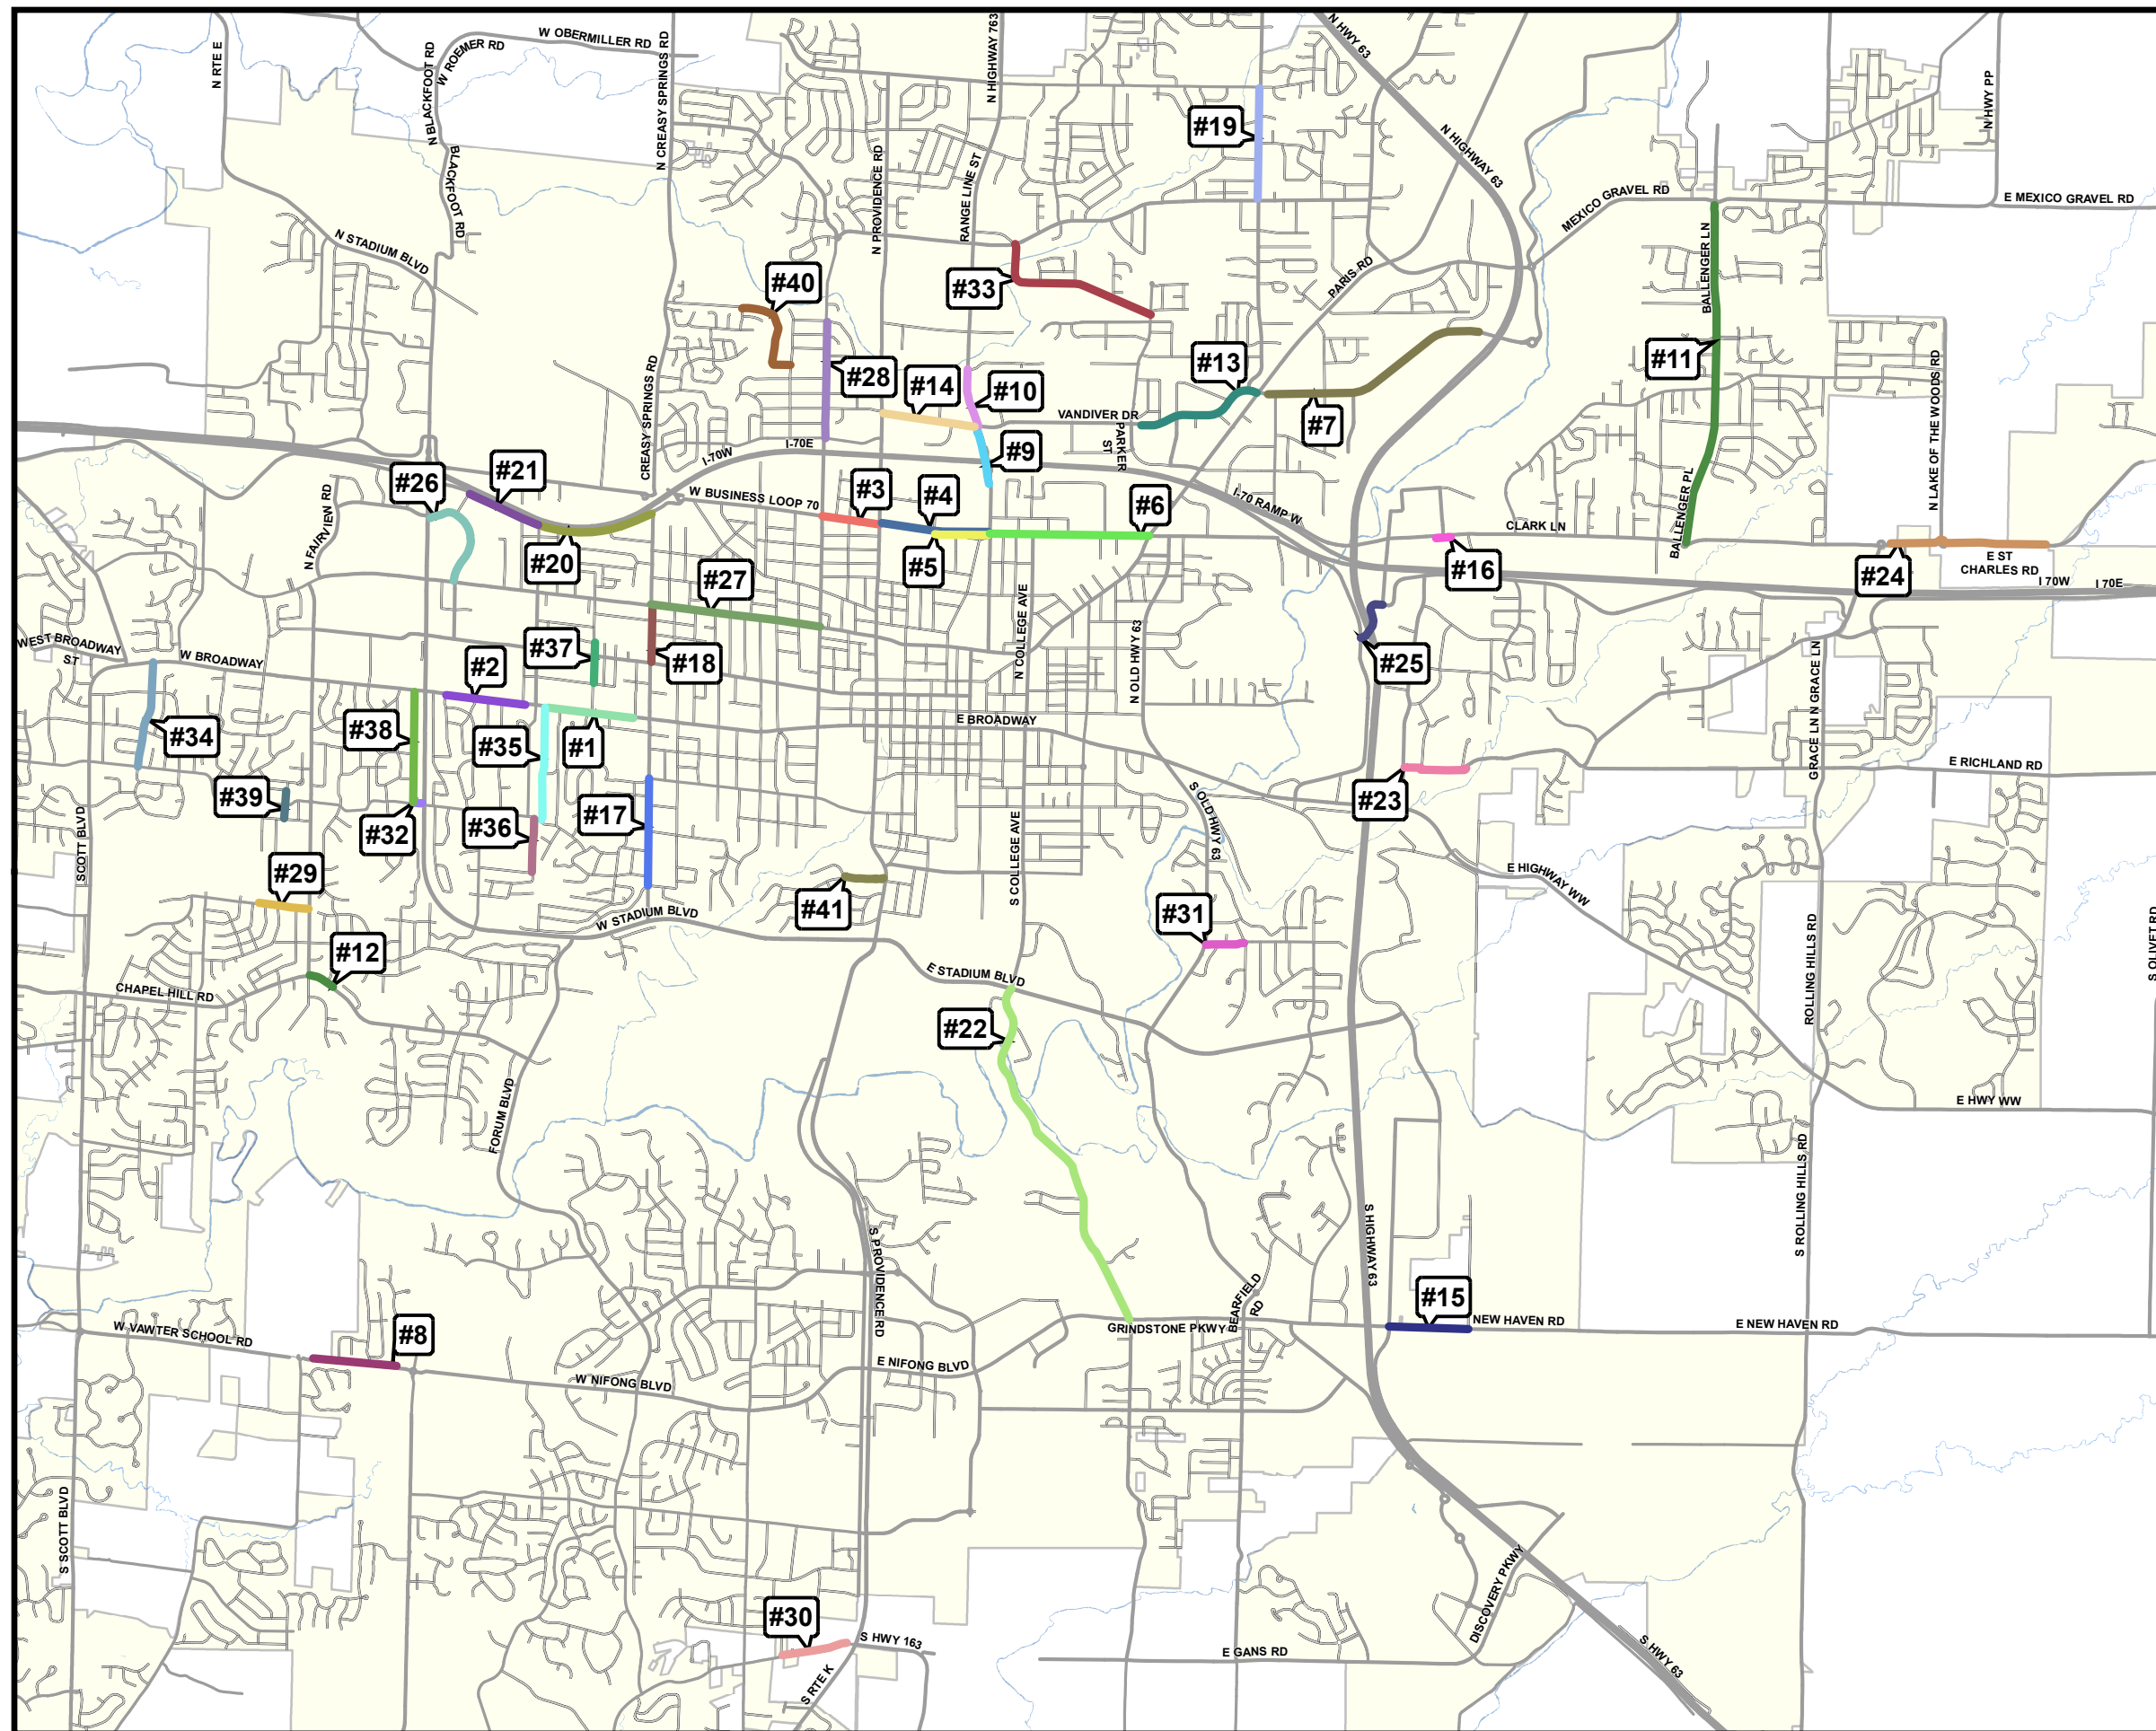 W OBERMILLER RD
W ROEMER RD
N RTE E
N BLACKFOOT RD
N CREASY SPRINGS RD
N HIGHWAY 763
N HWY 63
N HWY PP
#19
N HIGHWAY 63
BLACKFOOT RD
N PROVIDENCE RD
RANGE LINE ST
MEXICO GRAVEL RD
E MEXICO GRAVEL RD
N STADIUM BLVD
BALLENGER LN
PARIS RD
#40
#33
#11
#13
#28
#14
#10
CREASY SPRINGS RD
N LAKE OF THE WOODS RD
VANDIVER DR
#7
PARKER
ST
I-70E
I-70W
#9
#21
#26
#3
#4
#6
W BUSINESS LOOP 70
I-70 RAMP W
N FAIRVIEW RD
BALLENGER PL
CLARK LN
#20
#5
#16
#24
E ST
CHARLES RD
I 70W
I 70E
#27
N COLLEGE AVE
N OLD HWY 63
WEST BROADWAY
ST
W BROADWAY
#37
#18
#2
#25
GRACE LN
N GRACE LN
#34
#38
#35
#1
E BROADWAY
#39
#32
#36
#17
S OLD HWY 63
#23
E RICHLAND RD
SCOTT BLVD
S COLLEGE AVE
#29
E HIGHWAY WW
#41
#31
W STADIUM BLVD
#12
CHAPEL HILL RD
E STADIUM BLVD
ROLLING HILLS RD
S OLIVET RD
#22
FORUM BLVD
E HWY WW
S ROLLING HILLS RD
S PROVIDENCE RD
S HIGHWAY 63
BEARFIELD
RD
#15
NEW HAVEN RD
E NEW HAVEN RD
GRINDSTONE PKWY
W VAWTER SCHOOL RD
#8
E NIFONG BLVD
W NIFONG BLVD
S SCOTT BLVD
DISCOVERY PKWY
#30
S HWY 163
E GANS RD
S HWY 63
S RTE K